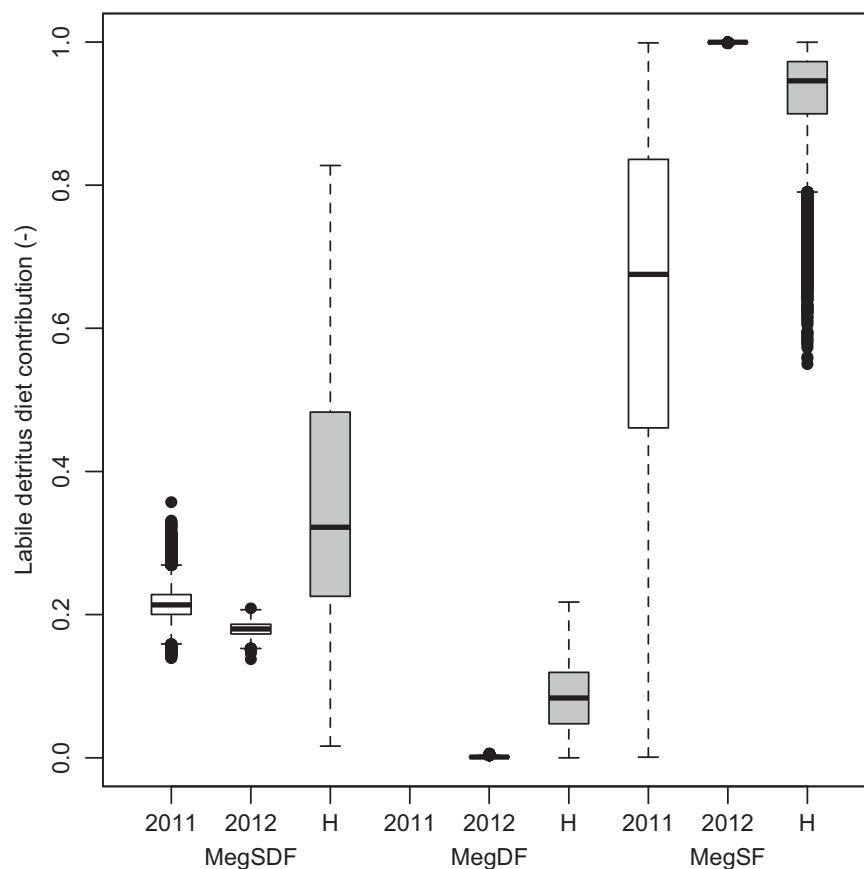 Labile detritus diet contribution (-)
1.0
0.8
0.6
0.4
0.2
0.0
2011 2012 H 2011 2012 H 2011 2012 H
MegSDF MegDF MegSF